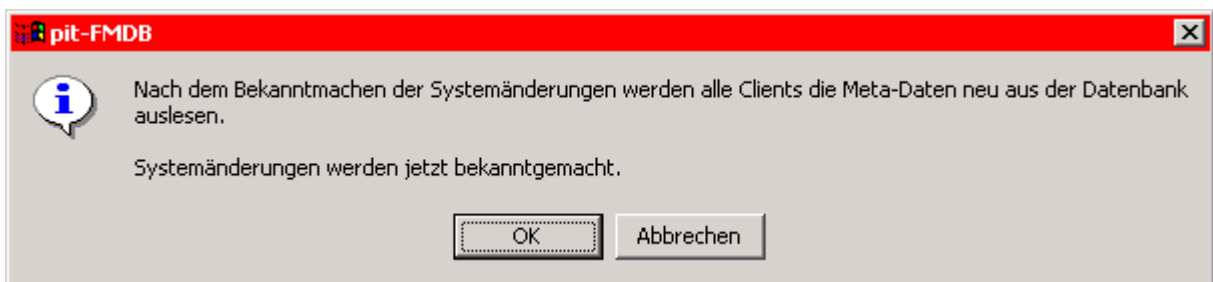 pit-FMDB
Nach dem Bekanntmachen der Systemänderungen werden alle Clients die Meta-Daten neu aus der Datenbank
auslesen.
Systemänderungen werden jetzt bekanntgemacht.
OK
Abbrechen